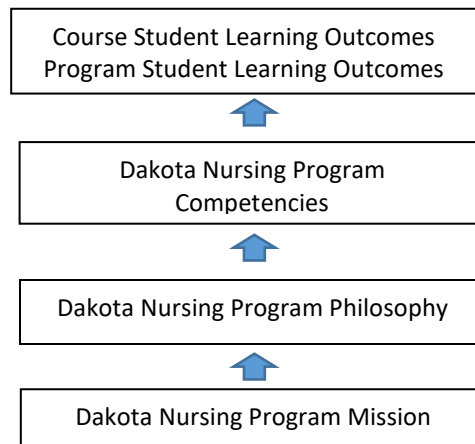 Course Student Learning Outcomes
Program Student Learning Outcomes
Dakota Nursing Program
Competencies
Dakota Nursing Program Philosophy
Dakota Nursing Program Mission